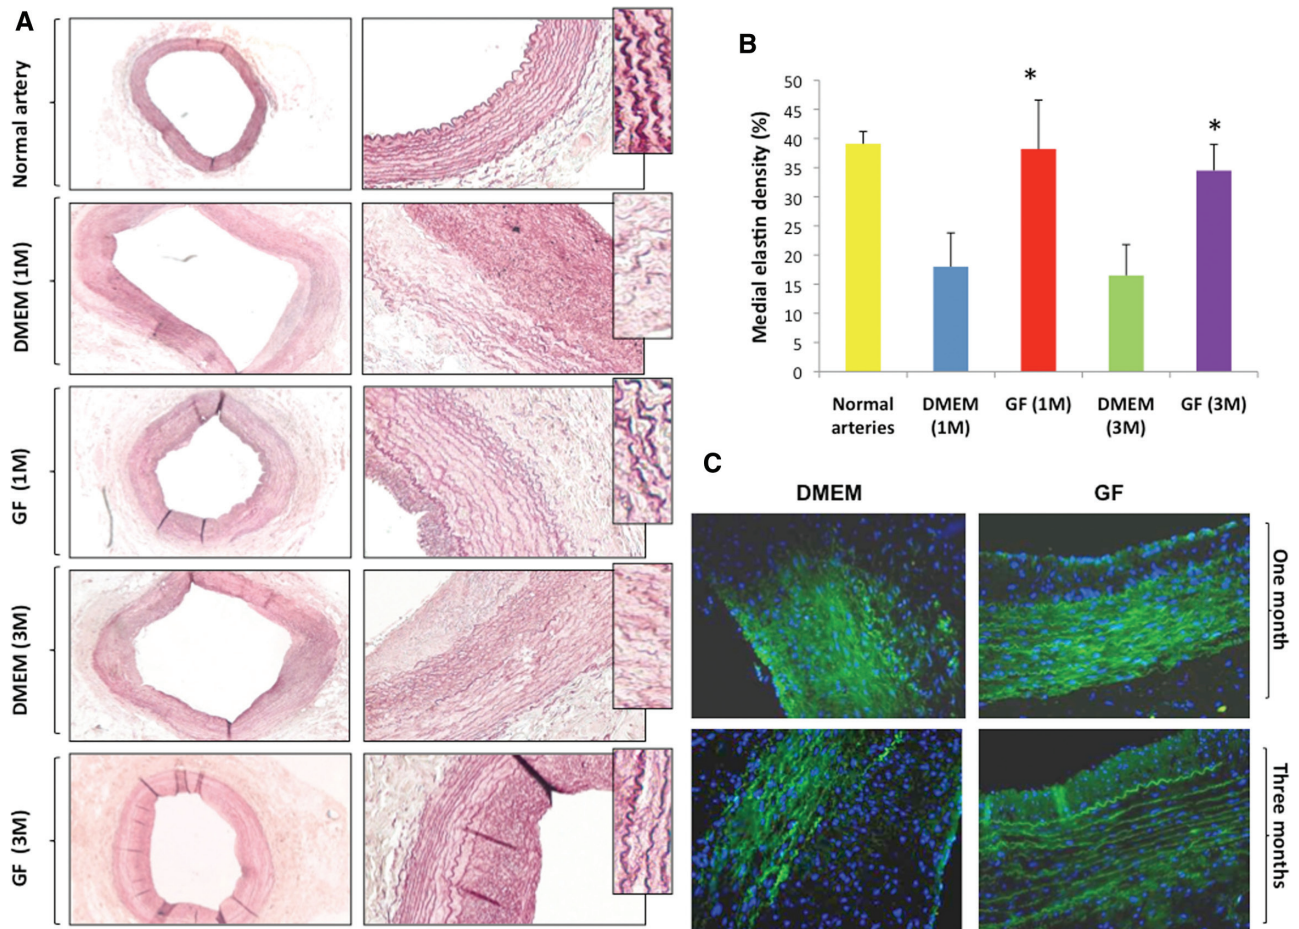 A
Normal artery
DMEM (1M)
GF (1M)
DMEM (3M)
GF (3M)
B
*
*
Medial elastin density (%)
50
45
40
35
30
25
20
15
10
5
0
Normal arteries
DMEM (1M)
GF (1M)
DMEM (3M)
GF (3M)
C
DMEM
GF
One month
Three months